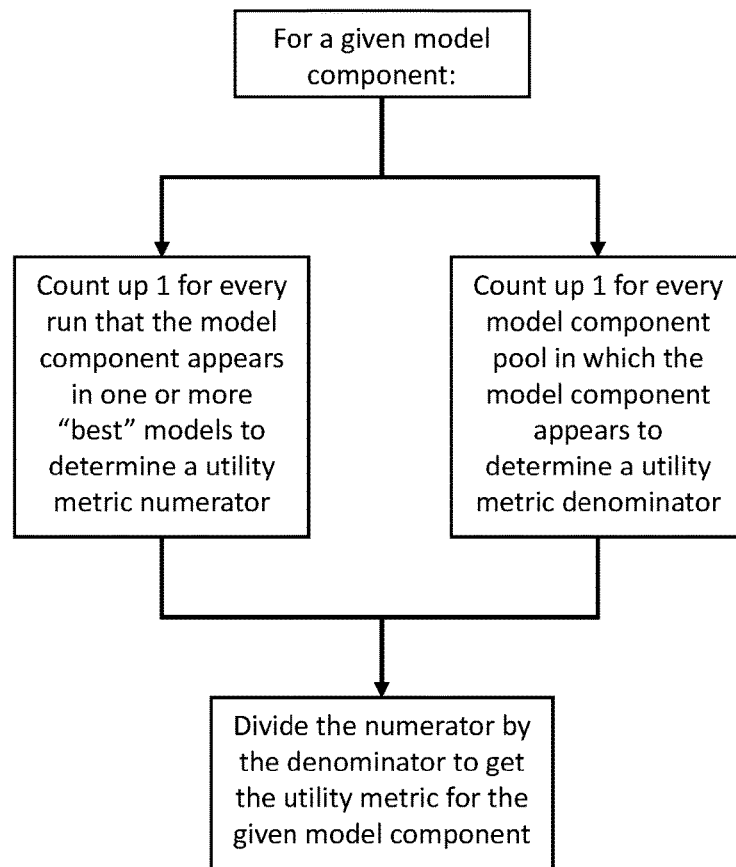 For a given model
component:
Count up 1 for every
run that the model
component appears
in one or more
“best” models to
determine a utility
metric numerator
Count up 1 for every
model component
pool in which the
model component
appears to
determine a utility
metric denominator
Divide the numerator by
the denominator to get
the utility metric for the
given model component